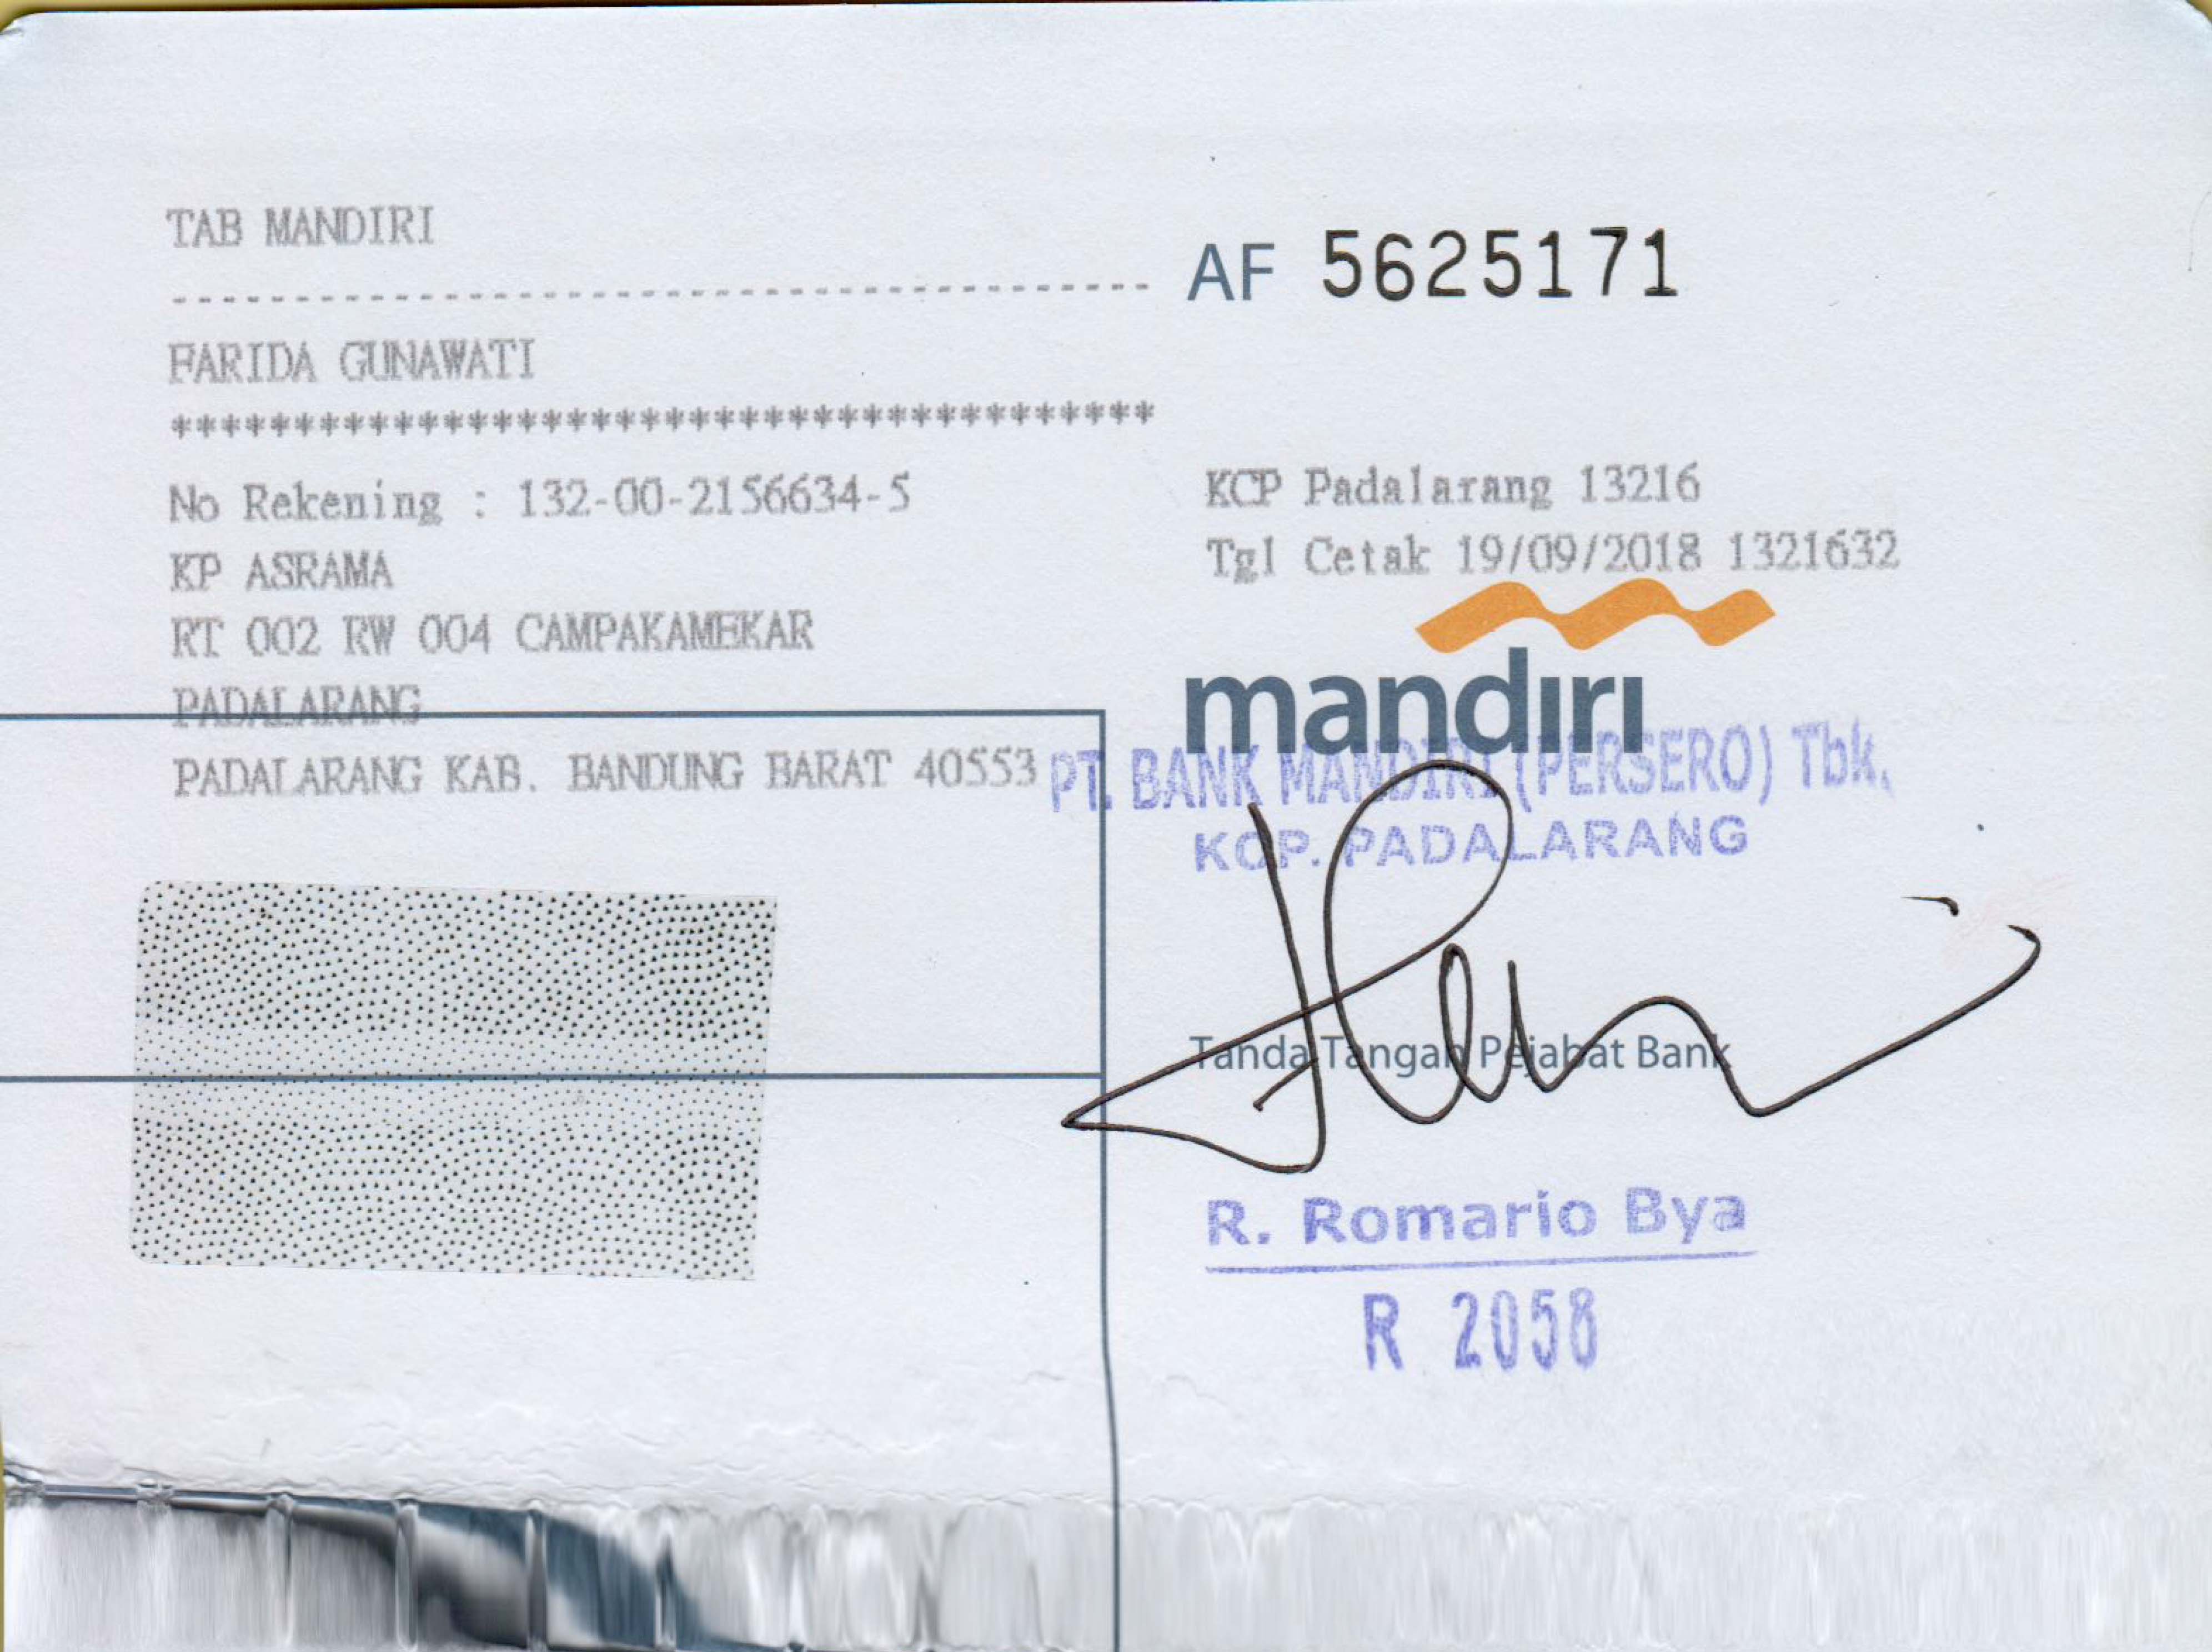 TAB MANDIRI
----------------------------------------
AF 5625171
FARIDA GUNAWATI
****************************************
No Rekening : 132-00-2156634-5
KP ASRAMA
RT 002 RW 004 CAMPAKAMEKAR
PADALARANG
PADALARANG KAB. BANDUNG BARAT 40553
KCP Padalarang 13216
Tgl Cetak 19/09/2018 1321632
mandiri
PT. BANK MANDIRI (PERSERO) Tbk.
KCP. PADALARANG
Tanda Tangan Pejabat Bank
R. Romario Bya
R 2058